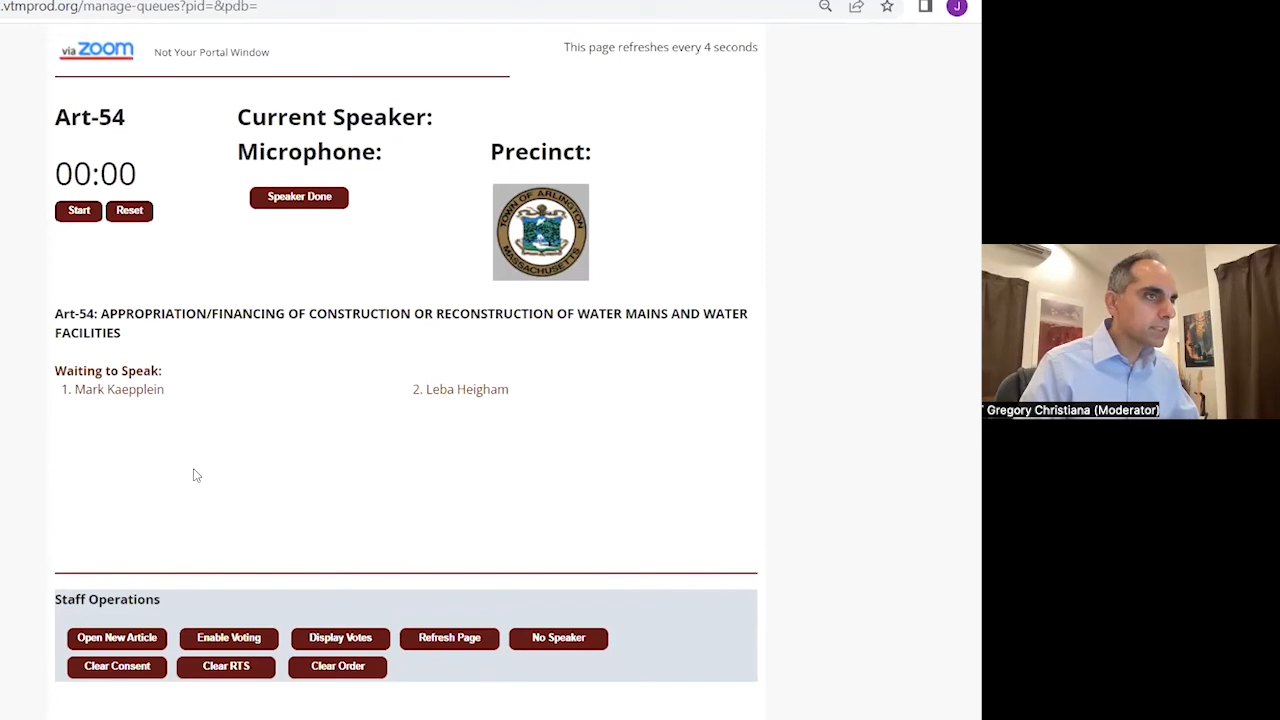 .vtmprod.org/manage-queues?pid=&pdb=
J
via zoom
Not Your Portal Window
This page refreshes every 4 seconds
Art-54
Current Speaker:
Microphone:
Precinct:
00:00
Start
Reset
Speaker Done
TOWN OF ARLINGTON
MASSACHUSETTS
Art-54: APPROPRIATION/FINANCING OF CONSTRUCTION OR RECONSTRUCTION OF WATER MAINS AND WATER
FACILITIES
Waiting to Speak:
1. Mark Kaepplein
2. Leba Heigham
Gregory Christiana (Moderator)
Staff Operations
Open New Article
Enable Voting
Display Votes
Refresh Page
No Speaker
Clear Consent
Clear RTS
Clear Order